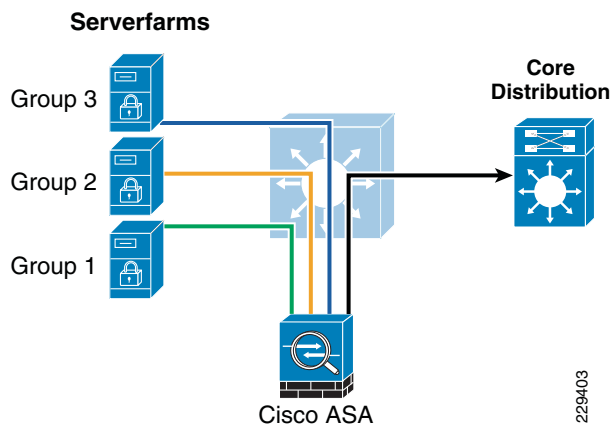 Serverfarms
Group 3
Group 2
Group 1
Core
Distribution
Cisco ASA
229403